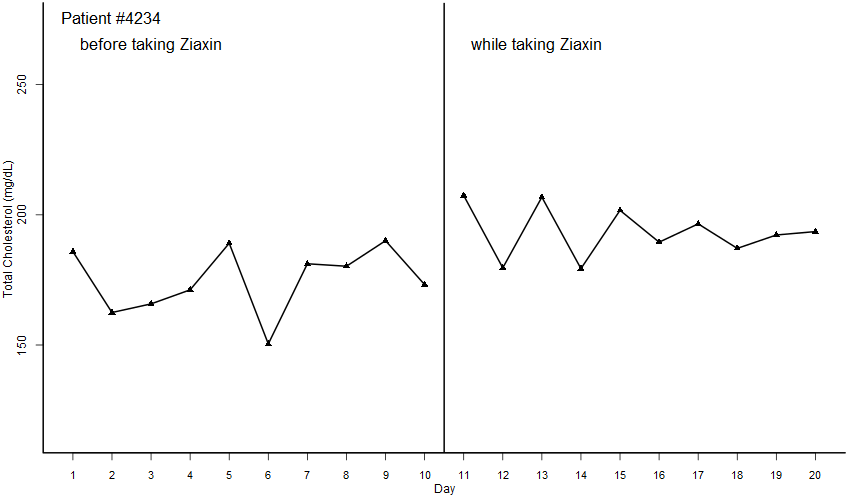 Patient #4234
before taking Ziaxin
while taking Ziaxin
Total Cholesterol (mg/dL)
250
200
150
1 2 3 4 5 6 7 8 9 10 11 12 13 14 15 16 17 18 19 20
Day